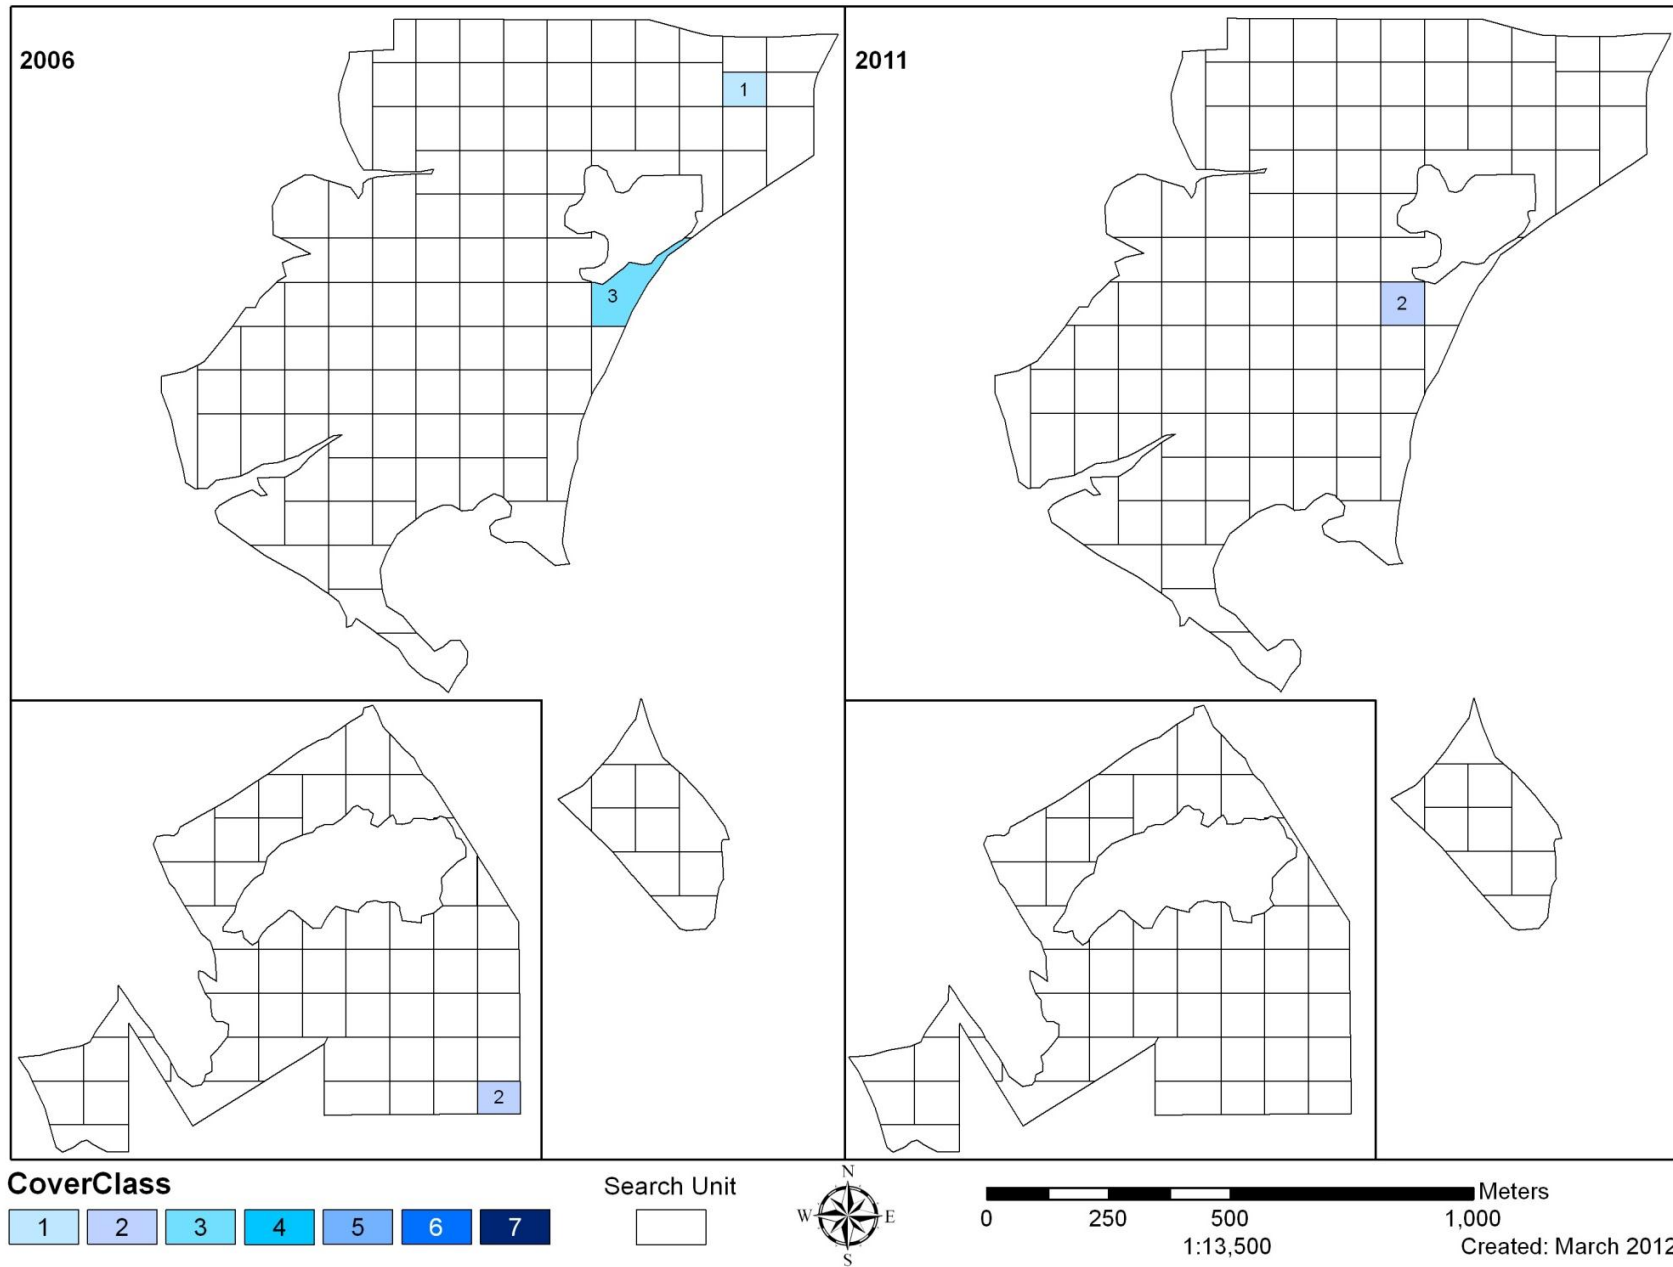 2006
2011
1
3
2
2
CoverClass
1 2 3 4 5 6 7
Search Unit
N
W E
S
Meters
0 250 500 1,000
1:13,500
Created: March 2012